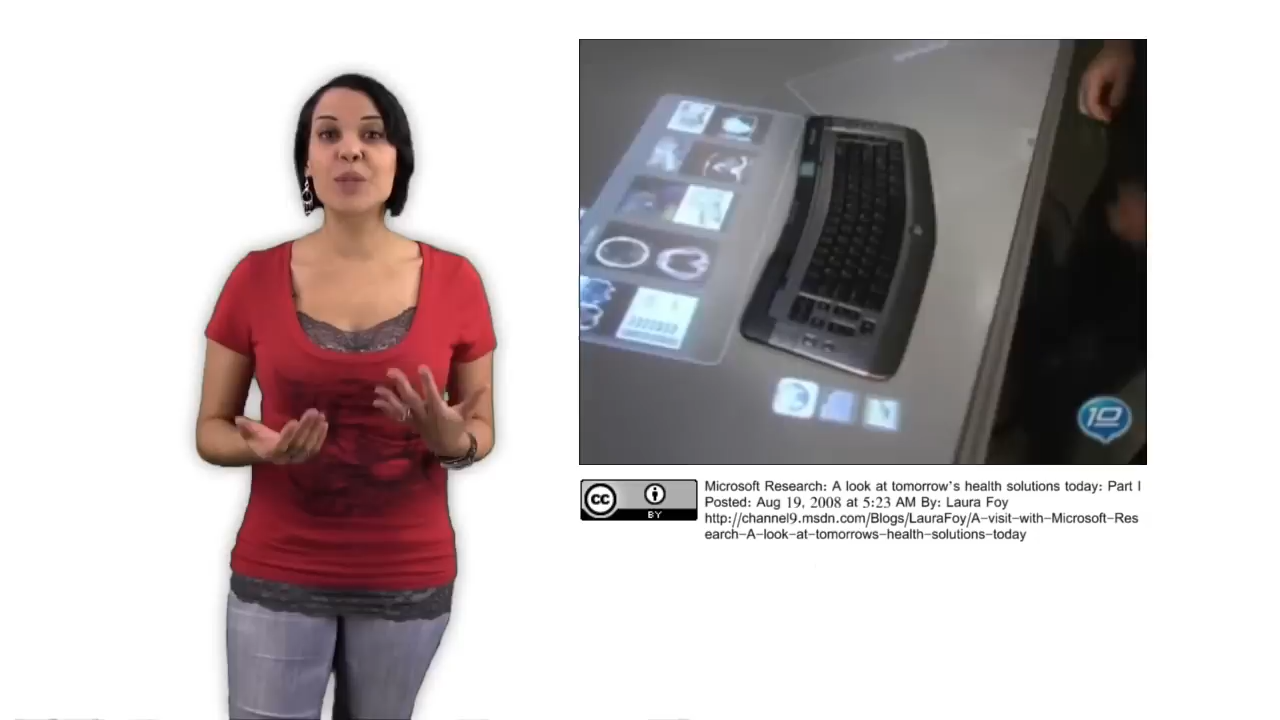 10
cc
BY
Microsoft Research: A look at tomorrow's health solutions today: Part I
Posted: Aug 19, 2008 at 5:23 AM By: Laura Foy
http://channel9.msdn.com/Blogs/LauraFoy/A-visit-with-Microsoft-Res
earch-A-look-at-tomorrows-health-solutions-today